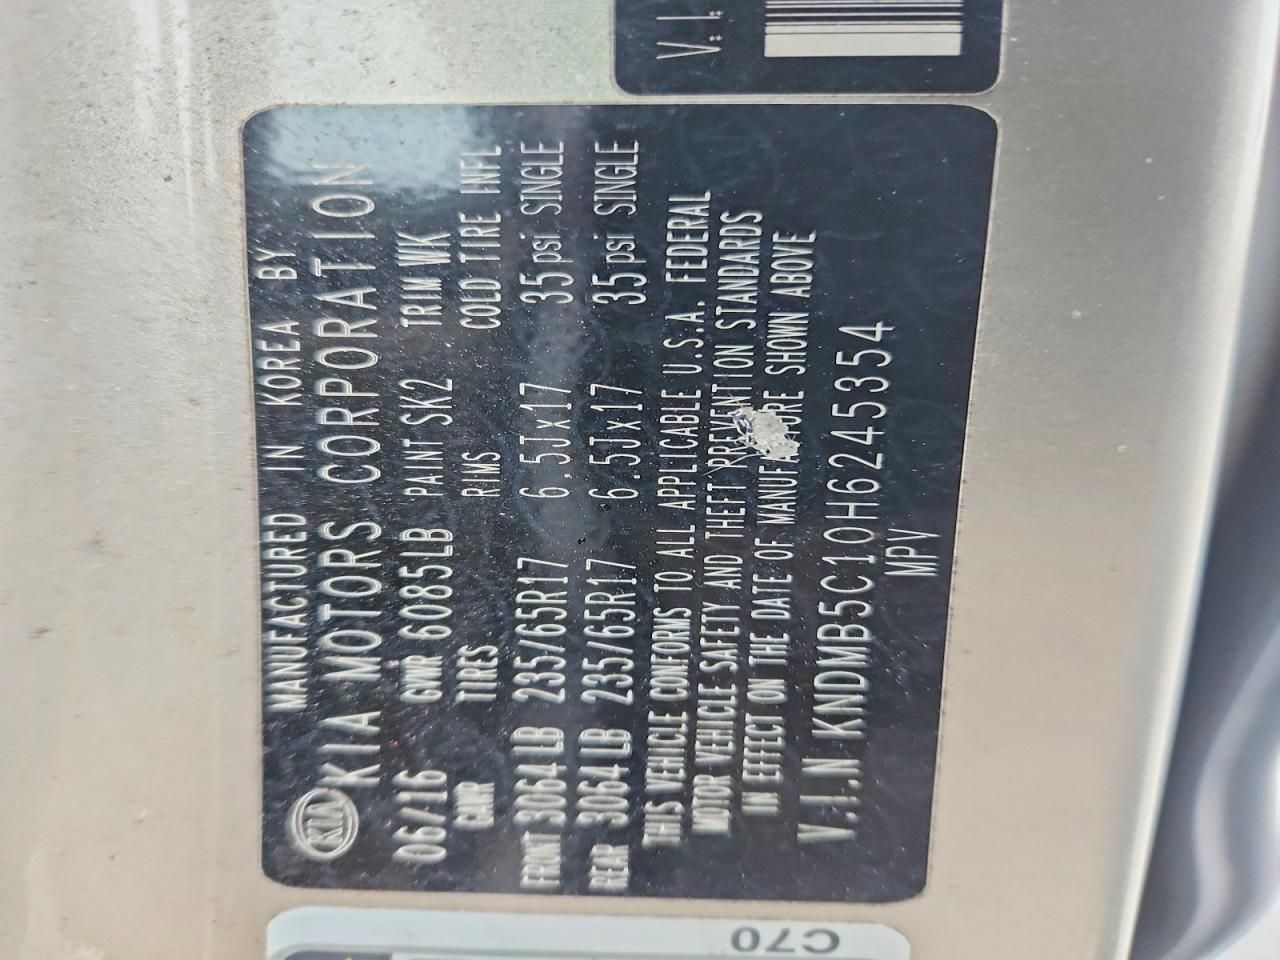 KIA
MANUFACTURED IN KOREA BY
KIA MOTORS CORPORATION
06/16 GVWR 6085LB PAINT SK2 TRIM WK
GAWR TIRES RIMS COLD TIRE INFL
FRONT 3064LB 235/65R17 6.5Jx17 35psi SINGLE
REAR 3064LB 235/65R17 6.5Jx17 35psi SINGLE
THIS VEHICLE CONFORMS TO ALL APPLICABLE U.S.A. FEDERAL
MOTOR VEHICLE SAFETY AND THEFT PREVENTION STANDARDS
IN EFFECT ON THE DATE OF MANUFACTURE SHOWN ABOVE
V.I.N KNDMB5C10H6245354
MPV
V.I.
C70